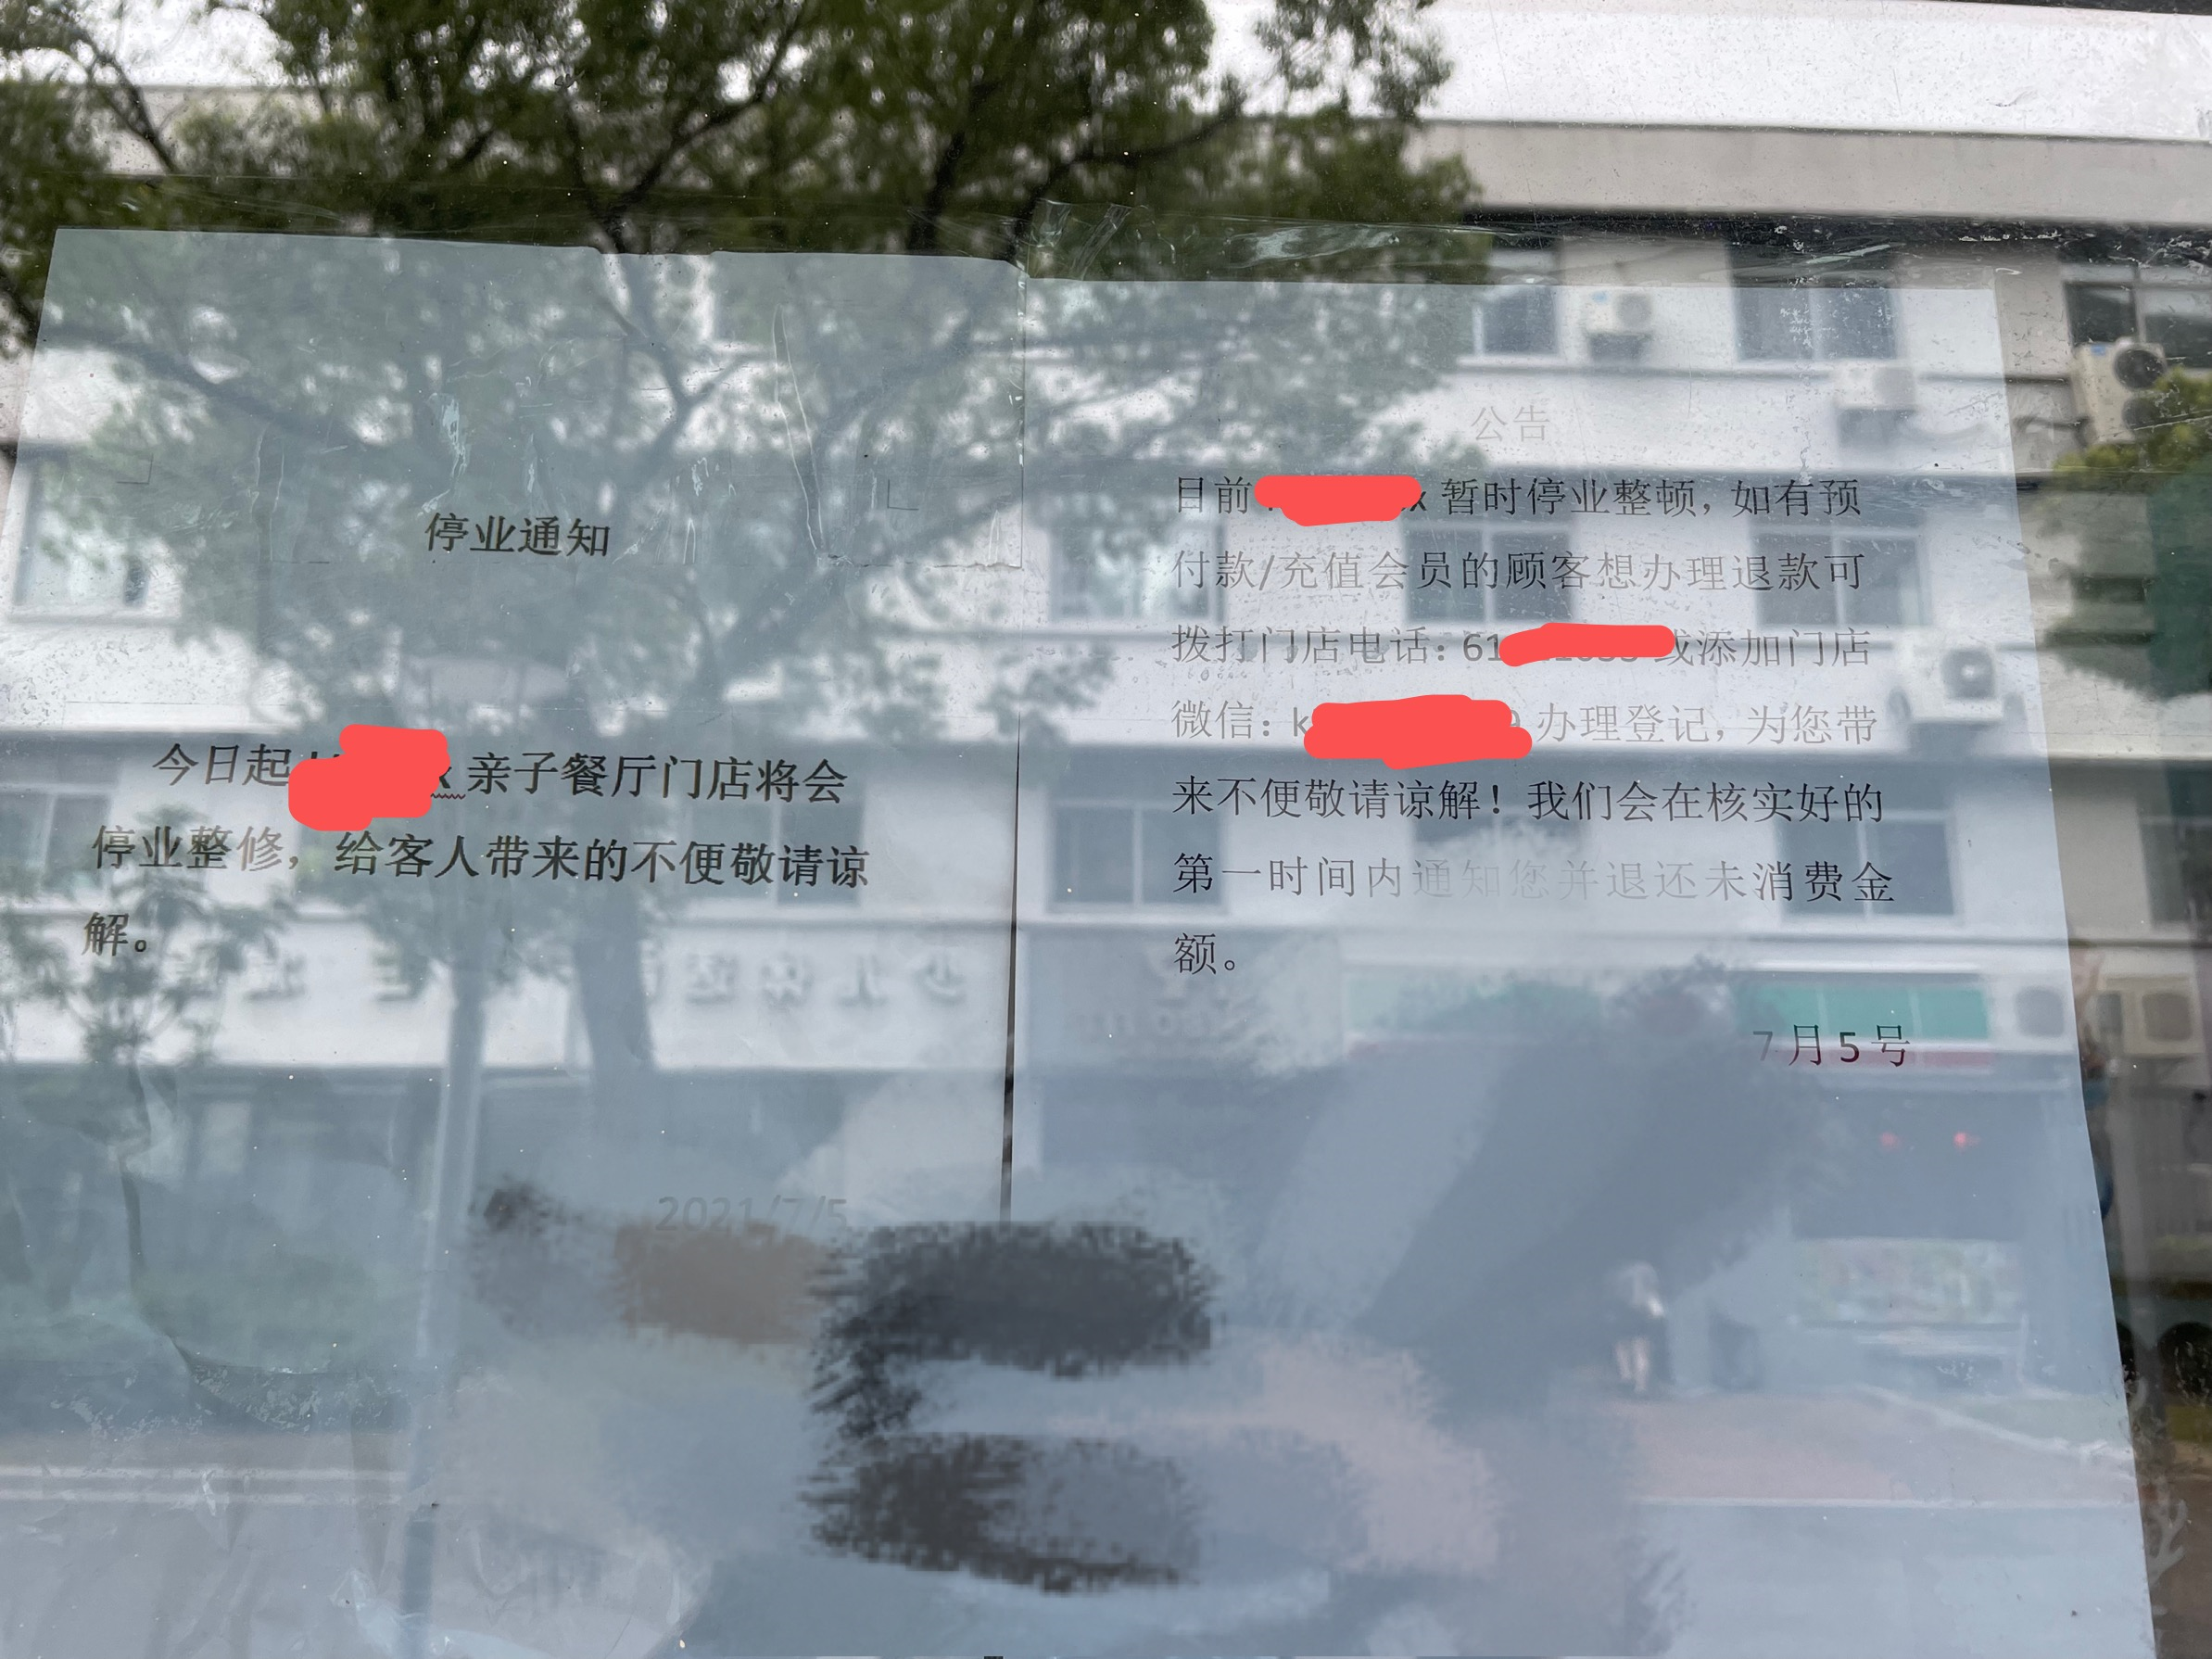 停业通知
今日起 亲子餐厅门店将会
停业整修，给客人带来的不便敬请谅
解。
2021/7/5
公告
目前 x 暂时停业整顿，如有预
付款/充值会员的顾客想办理退款可
拨打门店电话：61 或添加门店
微信：k 办理登记，为您带
来不便敬请谅解！我们会在核实好的
第一时间内通知您并退还未消费金
额。
7月5号
少儿